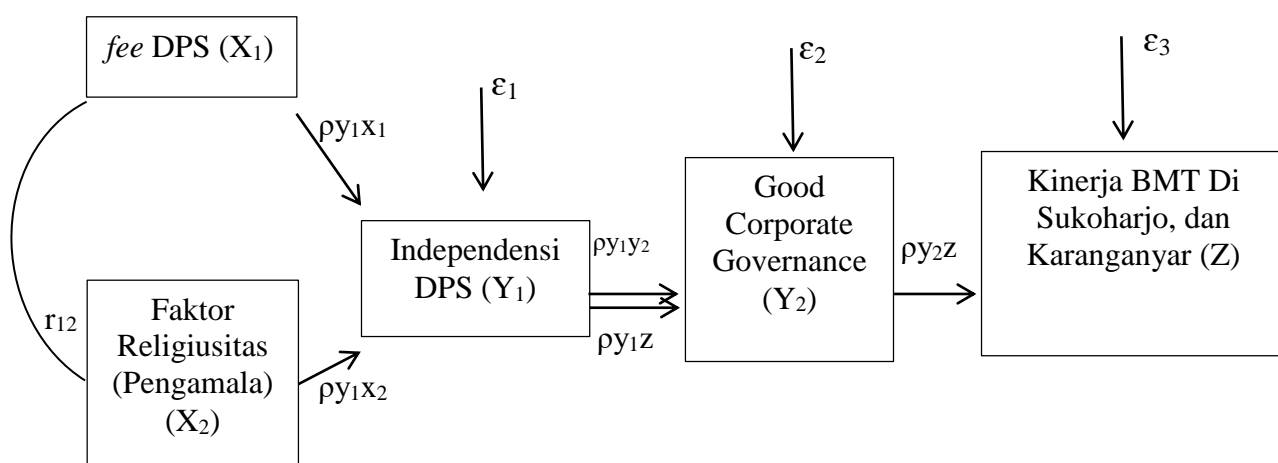 fee DPS (X₁)
ε₁
ε₂
ε₃
ρy₁x₁
Good
Corporate
Governance
(Y₂)
Kinerja BMT Di
Sukoharjo, dan
Karanganyar (Z)
Independensi
DPS (Y₁)
ρy₁y₂
ρy₂z
ρy₁z
r₁₂
Faktor
Religiusitas
(Pengamala)
(X₂)
ρy₁x₂